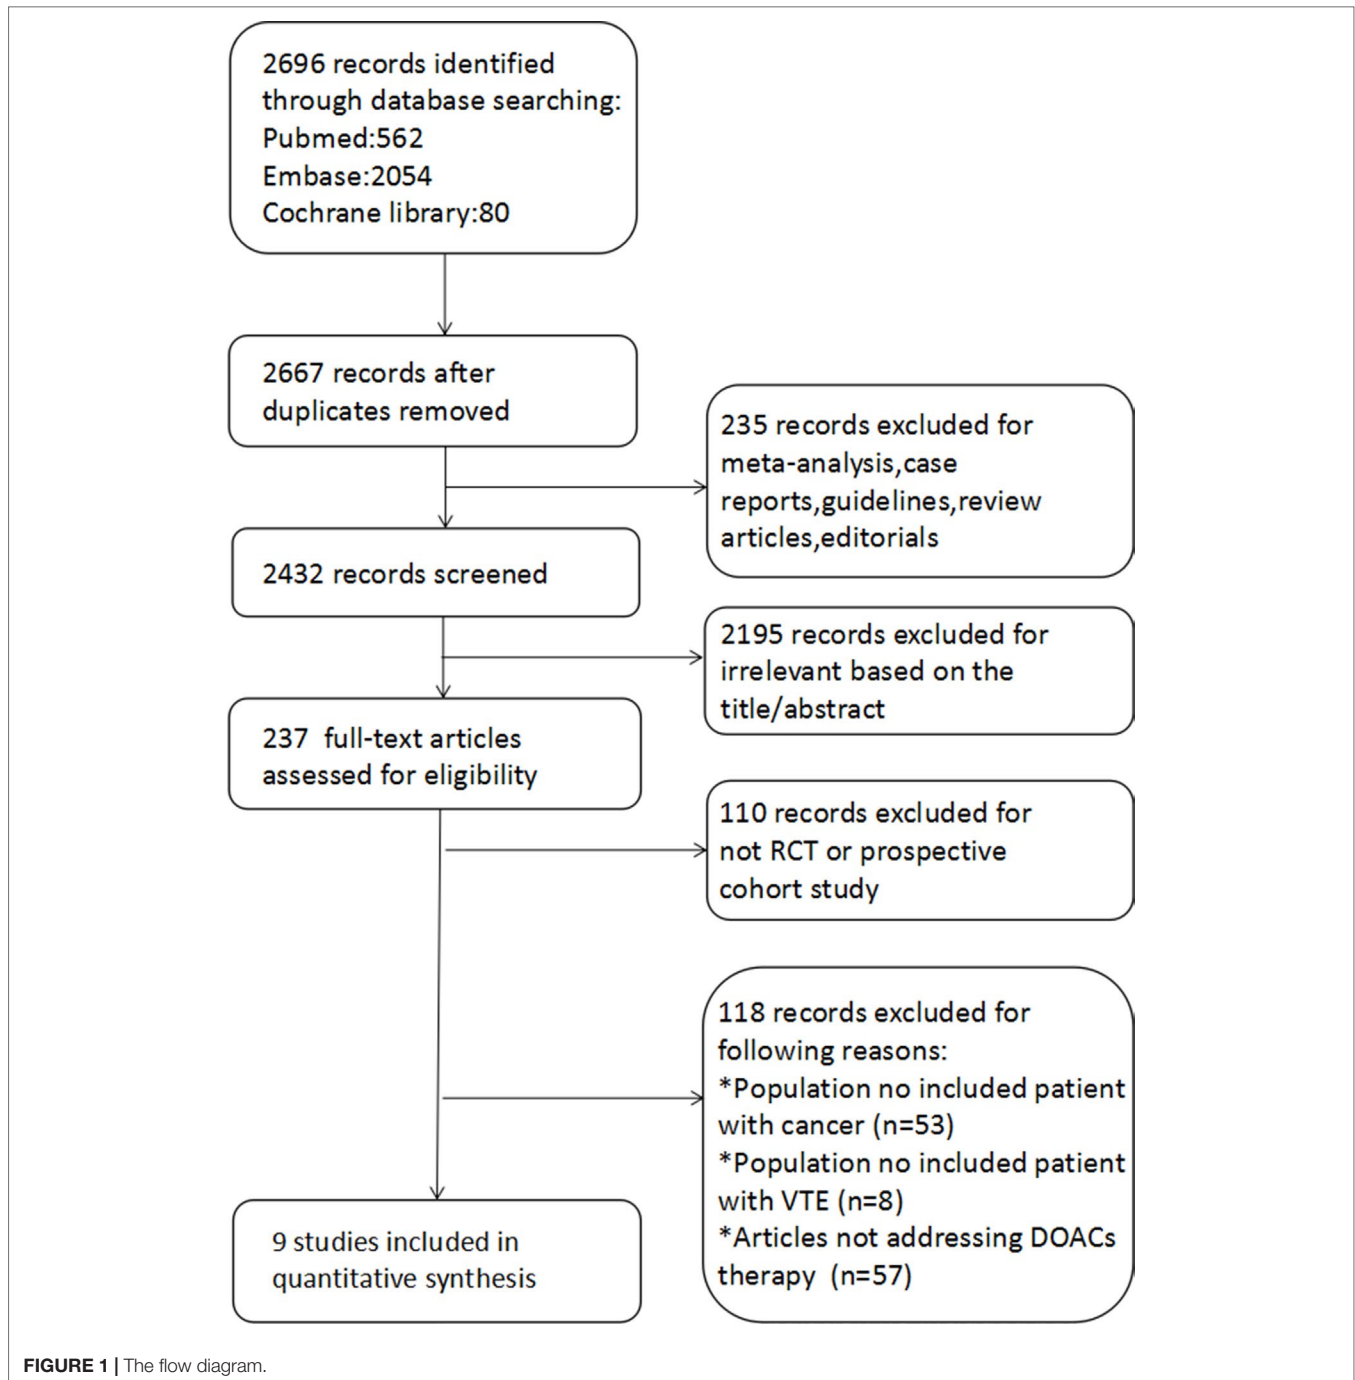 2696 records identified
through database searching:
Pubmed:562
Embase:2054
Cochrane library:80
2667 records after
duplicates removed
235 records excluded for
meta-analysis,case
reports,guidelines,review
articles,editorials
2432 records screened
2195 records excluded for
irrelevant based on the
title/abstract
237 full-text articles
assessed for eligibility
110 records excluded for
not RCT or prospective
cohort study
118 records excluded for
following reasons:
*Population no included patient
with cancer (n=53)
*Population no included patient
with VTE (n=8)
*Articles not addressing DOACs
therapy (n=57)
9 studies included in
quantitative synthesis
FIGURE 1 | The flow diagram.